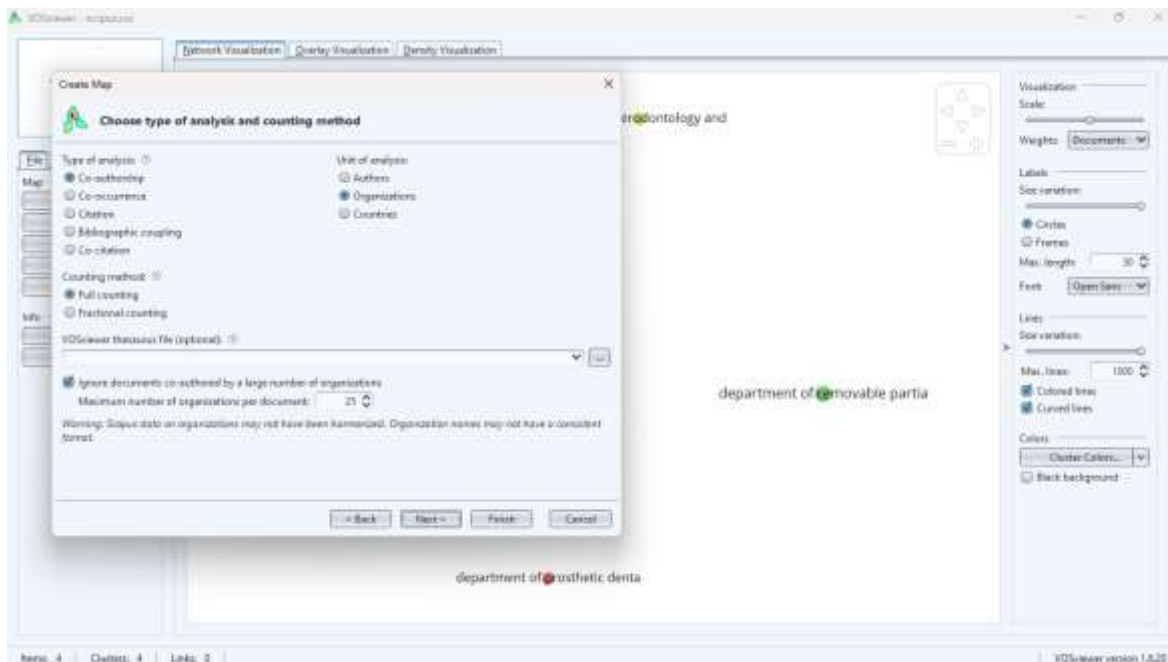 VOSviewer - scopus.csv
Network Visualization Overlay Visualization Density Visualization
Create Map
Choose type of analysis and counting method
Type of analysis:
Co-authorship
Co-occurrence
Citation
Bibliographic coupling
Co-citation
Unit of analysis:
Authors
Organizations
Countries
Counting method:
Full counting
Fractional counting
VOSviewer thesaurus file (optional):
Ignore documents co-authored by a large number of organizations
Maximum number of organizations per document: 25
Warning: Scopus data on organizations may not have been harmonized. Organization names may not have a consistent
format.
< Back Next > Finish Cancel
File
Map
Info
erodontology and
department of removable partia
department of prosthetic denta
Visualization
Scale:
Weights: Documents
Labels
Size variation:
Circles
Frames
Max. length: 30
Font: Open Sans
Lines
Size variation:
Max. lines: 1000
Colored lines
Curved lines
Colors
Cluster Colors...
Black background
Items: 4 Clusters: 4 Links: 0
VOSviewer version 1.6.20